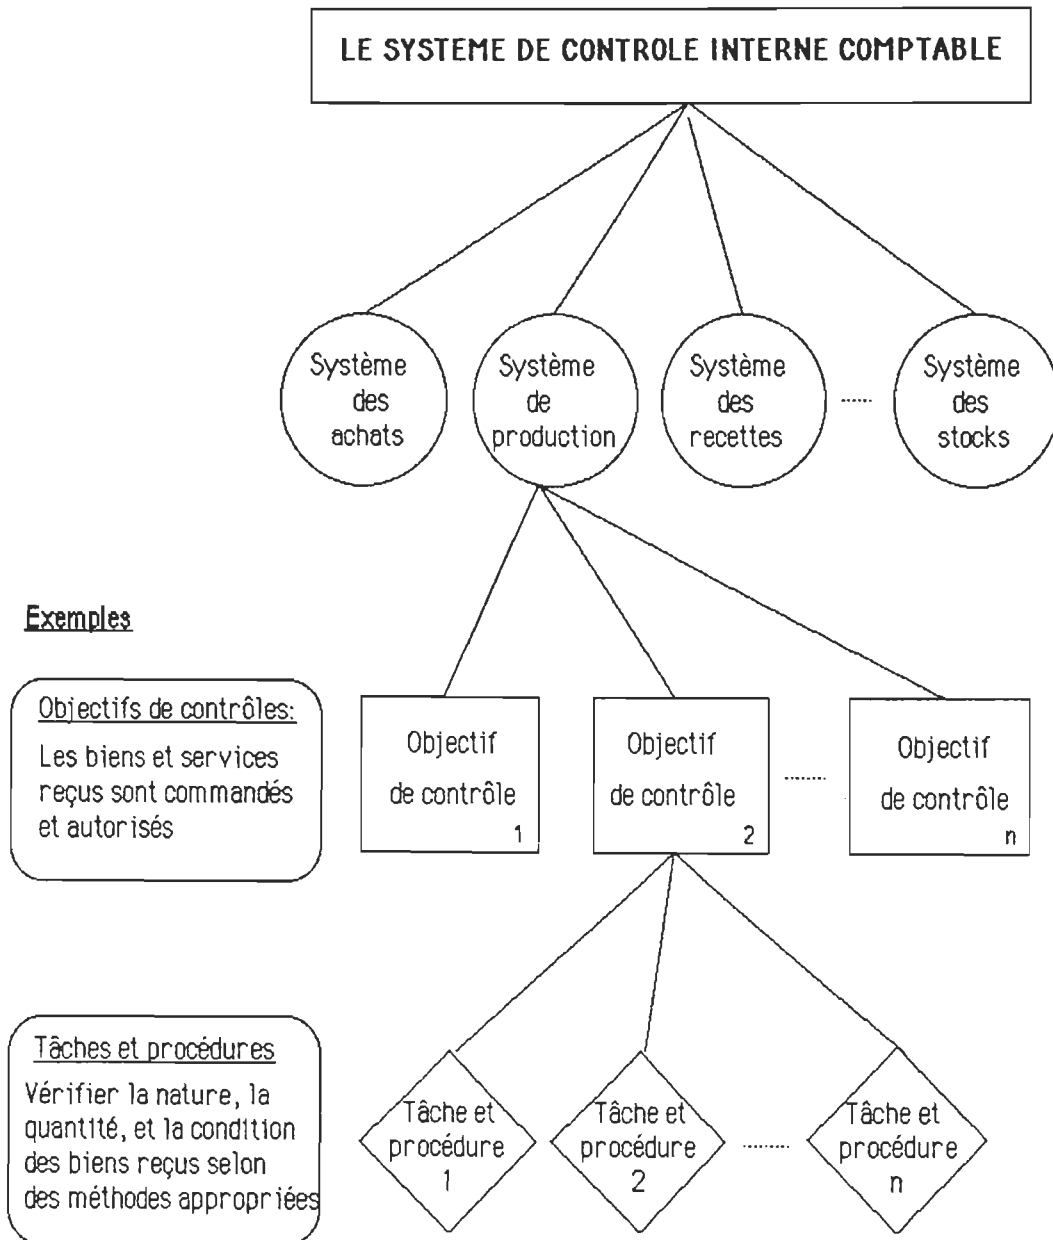 LE SYSTEME DE CONTROLE INTERNE COMPTABLE
Système
des
achats
Système
de
production
Système
des
recettes
Système
des
stocks
Exemples
Objectifs de contrôles:
Les biens et services
reçus sont commandés
et autorisés
Objectif
de contrôle
1
Objectif
de contrôle
2
Objectif
de contrôle
n
Tâches et procédures
Vérifier la nature, la
quantité, et la condition
des biens reçus selon
des méthodes appropriées
Tâche et
procédure
1
Tâche et
procédure
2
Tâche et
procédure
n